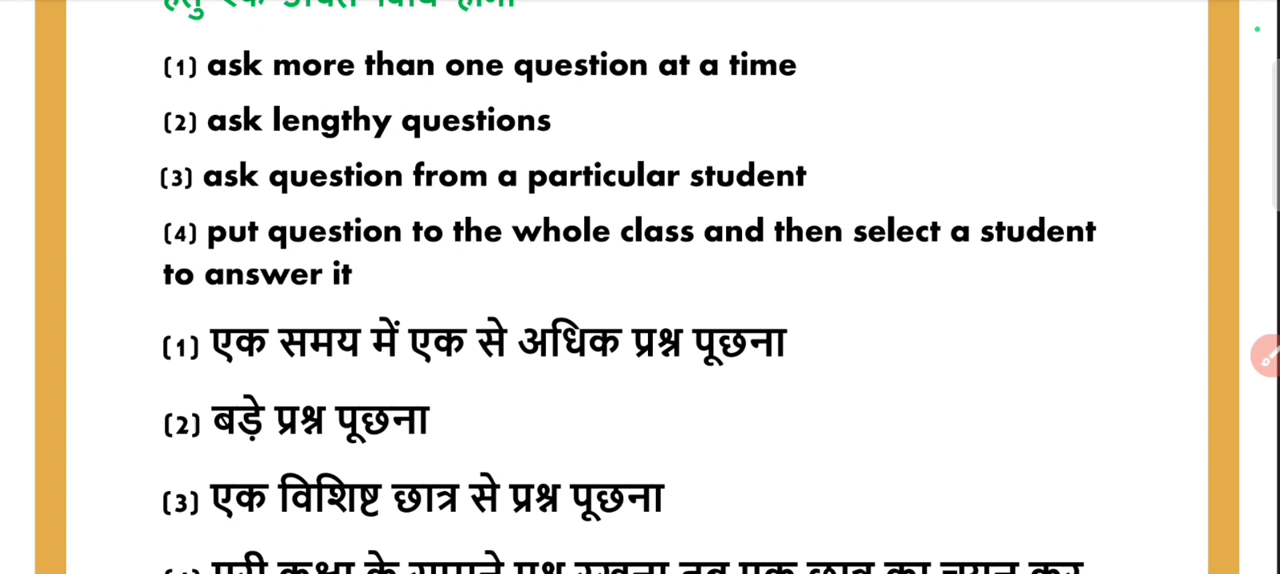 (1) ask more than one question at a time
(2) ask lengthy questions
(3) ask question from a particular student
(4) put question to the whole class and then select a student
to answer it
(1) एक समय में एक से अधिक प्रश्न पूछना
(2) बड़े प्रश्न पूछना
(3) एक विशिष्ट छात्र से प्रश्न पूछना